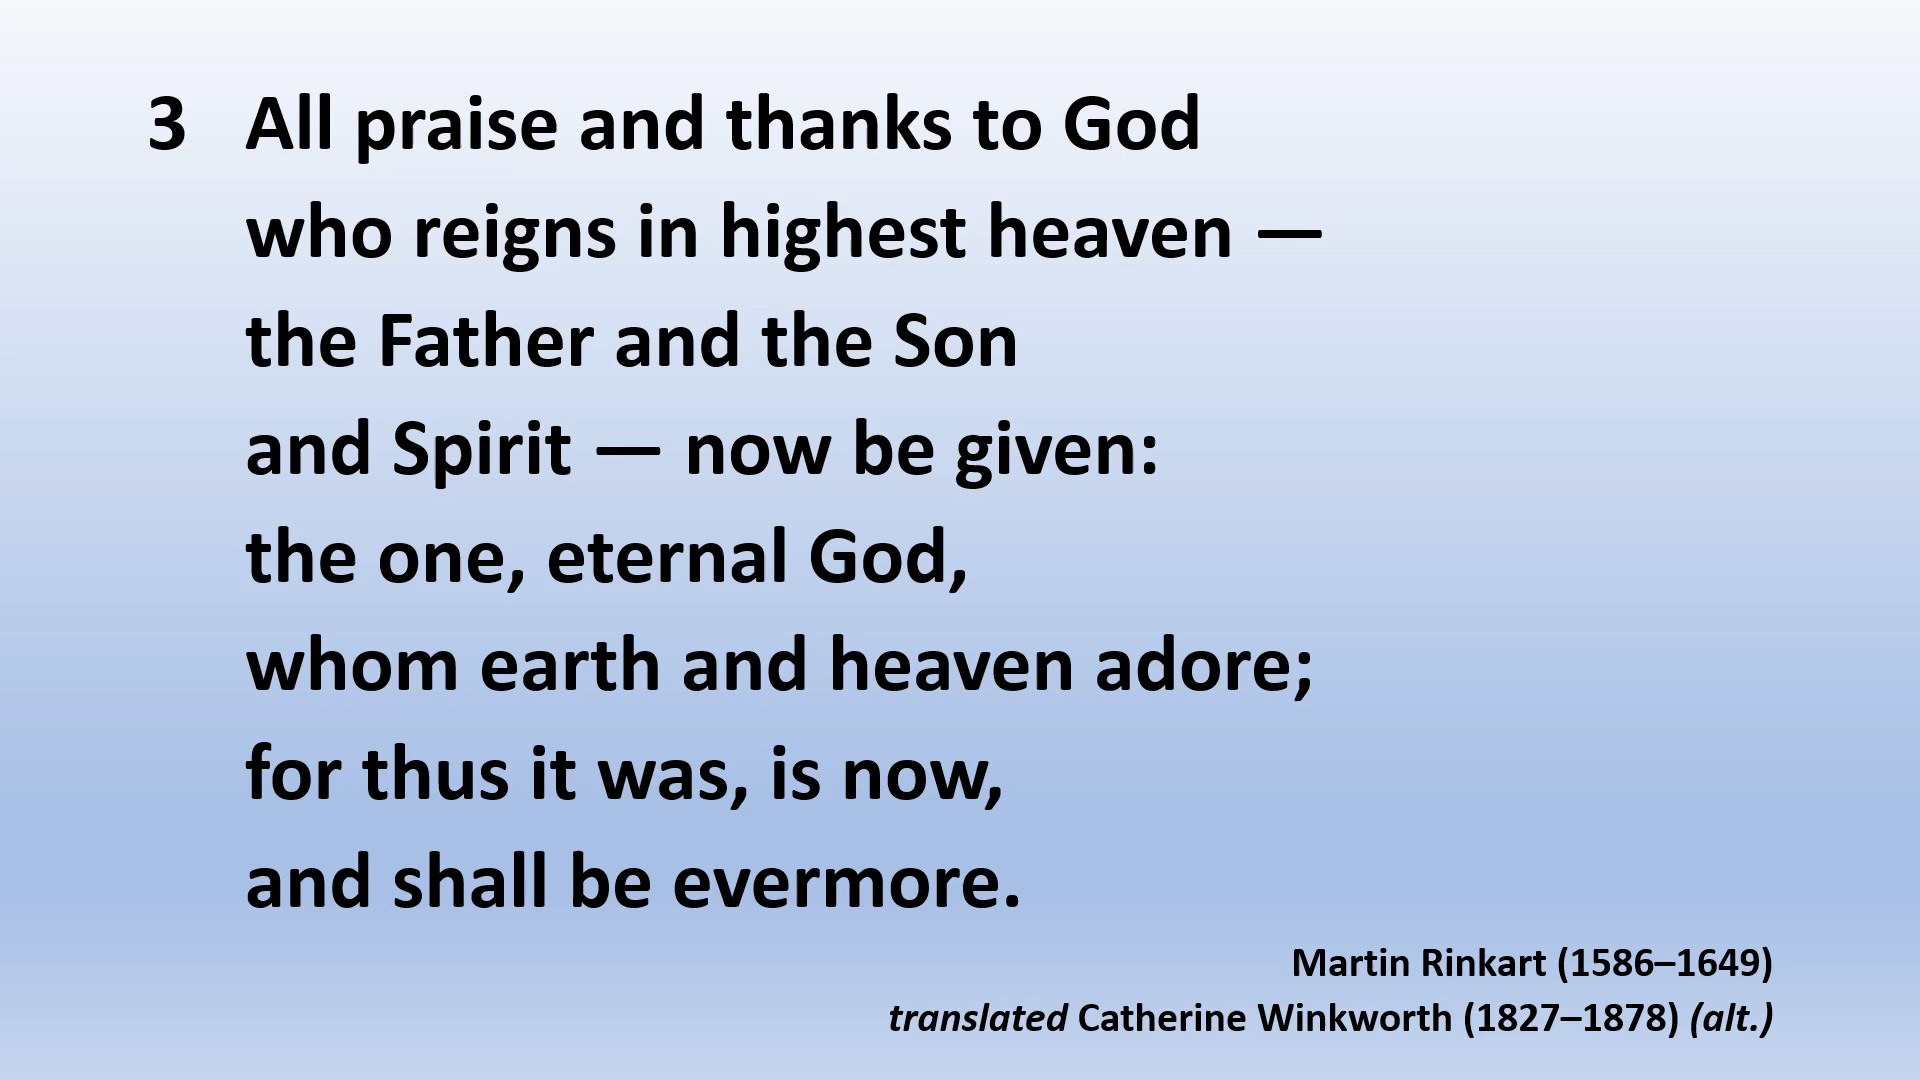 3 All praise and thanks to God
who reigns in highest heaven —
the Father and the Son
and Spirit — now be given:
the one, eternal God,
whom earth and heaven adore;
for thus it was, is now,
and shall be evermore.
Martin Rinkart (1586–1649)
translated Catherine Winkworth (1827–1878) (alt.)